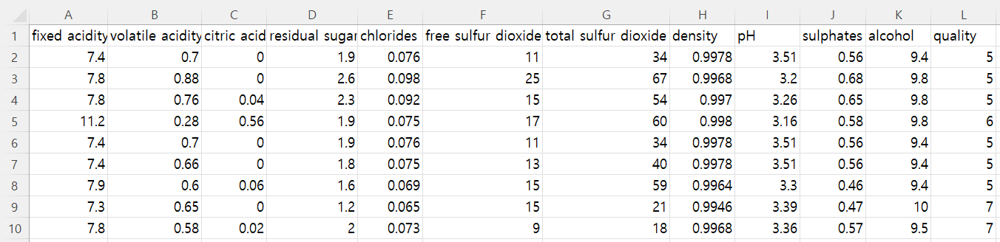 A B C D E F G H I J K L
1 fixed acidity volatile acidity citric acid residual sugar chlorides free sulfur dioxide total sulfur dioxide density pH sulphates alcohol quality
2 7.4 0.7 0 1.9 0.076 11 34 0.9978 3.51 0.56 9.4 5
3 7.8 0.88 0 2.6 0.098 25 67 0.9968 3.2 0.68 9.8 5
4 7.8 0.76 0.04 2.3 0.092 15 54 0.997 3.26 0.65 9.8 5
5 11.2 0.28 0.56 1.9 0.075 17 60 0.998 3.16 0.58 9.8 6
6 7.4 0.7 0 1.9 0.076 11 34 0.9978 3.51 0.56 9.4 5
7 7.4 0.66 0 1.8 0.075 13 40 0.9978 3.51 0.56 9.4 5
8 7.9 0.6 0.06 1.6 0.069 15 59 0.9964 3.3 0.46 9.4 5
9 7.3 0.65 0 1.2 0.065 15 21 0.9946 3.39 0.47 10 7
10 7.8 0.58 0.02 2 0.073 9 18 0.9968 3.36 0.57 9.5 7